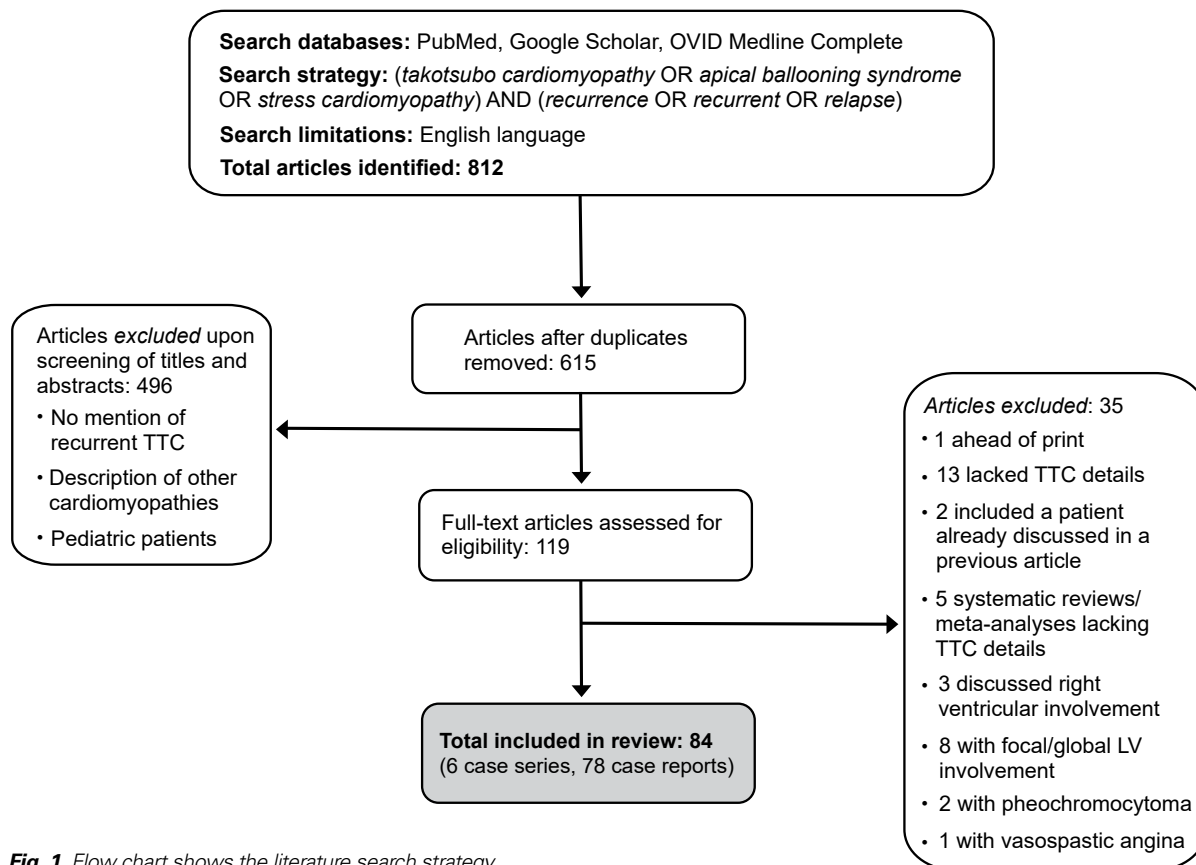 Search databases: PubMed, Google Scholar, OVID Medline Complete
Search strategy: (takotsubo cardiomyopathy OR apical ballooning syndrome
OR stress cardiomyopathy) AND (recurrence OR recurrent OR relapse)
Search limitations: English language
Total articles identified: 812
Articles after duplicates
removed: 615
Articles excluded upon
screening of titles and
abstracts: 496
• No mention of
recurrent TTC
• Description of other
cardiomyopathies
• Pediatric patients
Full-text articles assessed for
eligibility: 119
Articles excluded: 35
• 1 ahead of print
• 13 lacked TTC details
• 2 included a patient
already discussed in a
previous article
• 5 systematic reviews/
meta-analyses lacking
TTC details
• 3 discussed right
ventricular involvement
• 8 with focal/global LV
involvement
• 2 with pheochromocytoma
• 1 with vasospastic angina
Total included in review: 84
(6 case series, 78 case reports)
Fig. 1 Flow chart shows the literature search strategy.